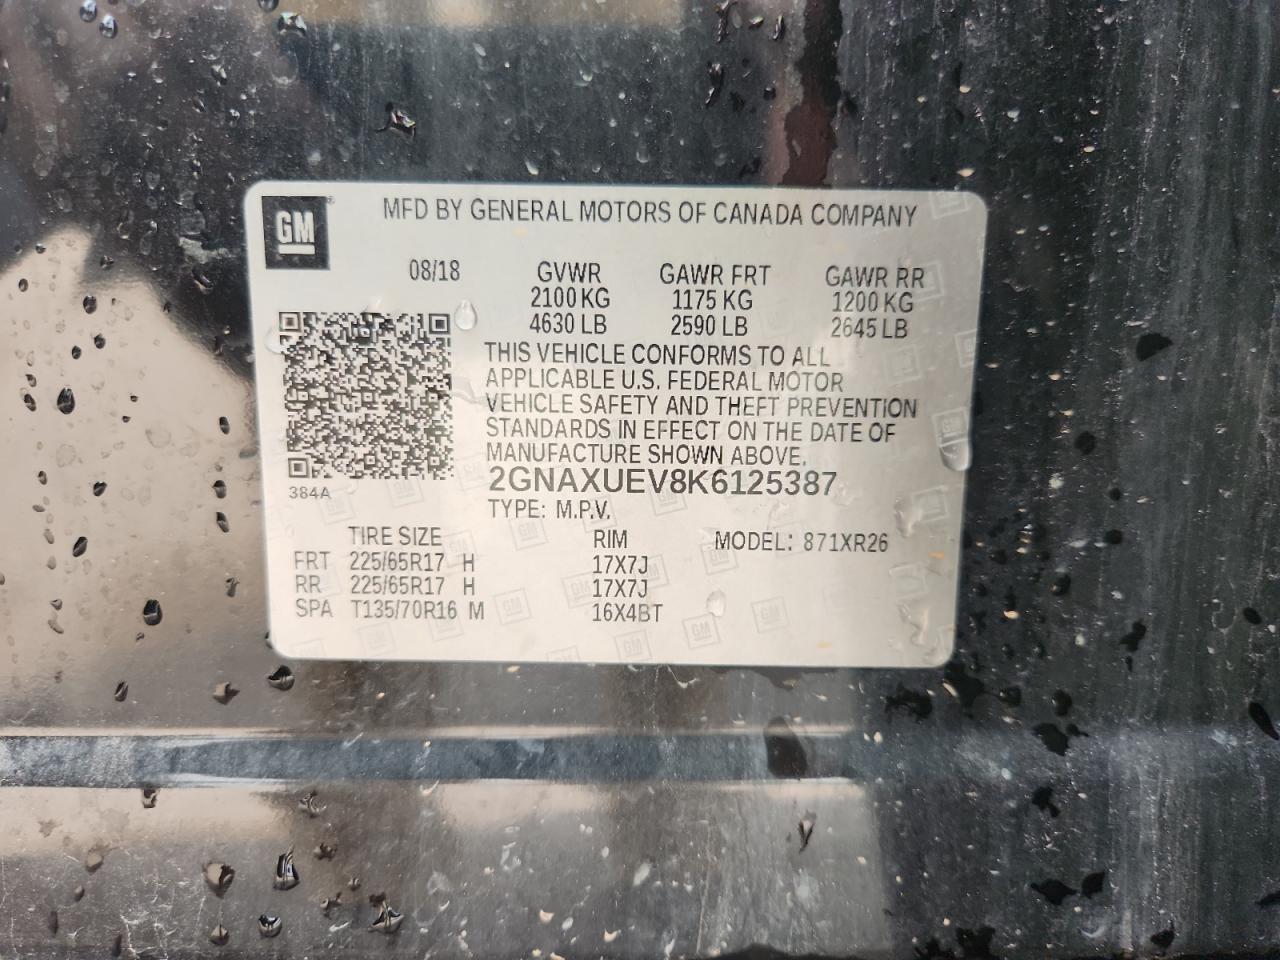 GM
MFD BY GENERAL MOTORS OF CANADA COMPANY
08/18 GVWR GAWR FRT GAWR RR
2100 KG 1175 KG 1200 KG
4630 LB 2590 LB 2645 LB
THIS VEHICLE CONFORMS TO ALL
APPLICABLE U.S. FEDERAL MOTOR
VEHICLE SAFETY AND THEFT PREVENTION
STANDARDS IN EFFECT ON THE DATE OF
MANUFACTURE SHOWN ABOVE.
2GNAXUEV8K6125387
384A
TYPE: M.P.V.
TIRE SIZE RIM MODEL: 871XR26
FRT 225/65R17 H 17X7J
RR 225/65R17 H 17X7J
SPA T135/70R16 M 16X4BT